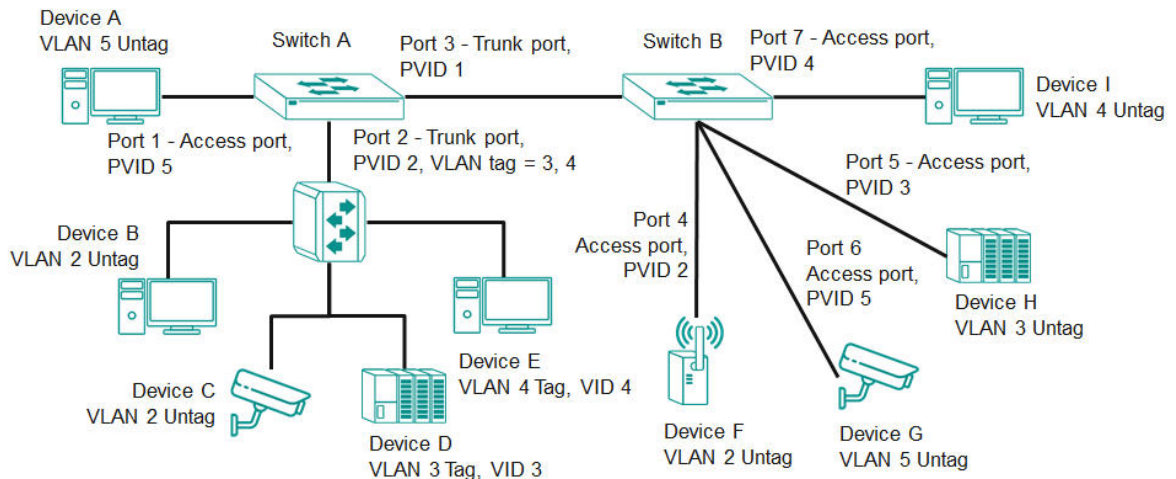 Device A
VLAN 5 Untag
Switch A
Port 3 - Trunk port,
PVID 1
Switch B
Port 7 - Access port,
PVID 4
Device I
VLAN 4 Untag
Port 1 - Access port,
PVID 5
Port 2 - Trunk port,
PVID 2, VLAN tag = 3, 4
Port 5 - Access port,
PVID 3
Device B
VLAN 2 Untag
Port 4
Access port,
PVID 2
Port 6
Access port,
PVID 5
Device H
VLAN 3 Untag
Device E
VLAN 4 Tag, VID 4
Device C
VLAN 2 Untag
Device D
VLAN 3 Tag, VID 3
Device F
VLAN 2 Untag
Device G
VLAN 5 Untag